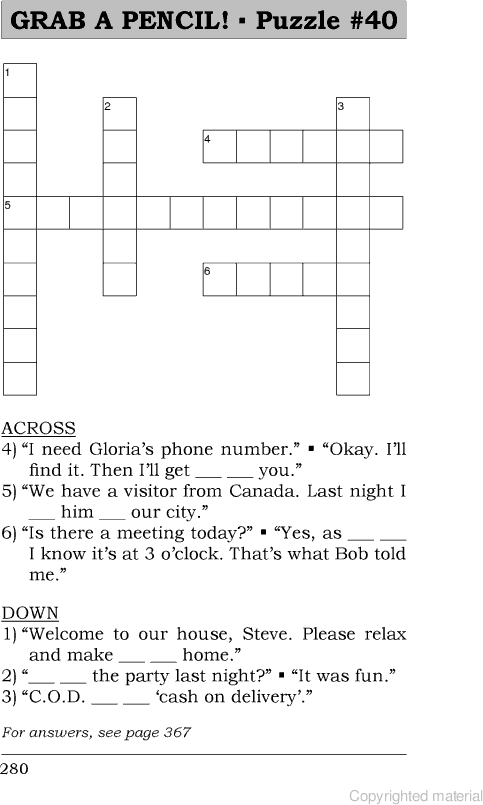 GRAB A PENCIL! ▪ Puzzle #40
1
2 3
4
5
6
ACROSS
4) “I need Gloria’s phone number.” ▪ “Okay. I’ll
find it. Then I’ll get ___ ___ you.”
5) “We have a visitor from Canada. Last night I
___ him ___ our city.”
6) “Is there a meeting today?” ▪ “Yes, as ___ ___
I know it’s at 3 o’clock. That’s what Bob told
me.”
DOWN
1) “Welcome to our house, Steve. Please relax
and make ___ ___ home.”
2) “___ ___ the party last night?” ▪ “It was fun.”
3) “C.O.D. ___ ___ ‘cash on delivery’.”
For answers, see page 367
280
Copyrighted material